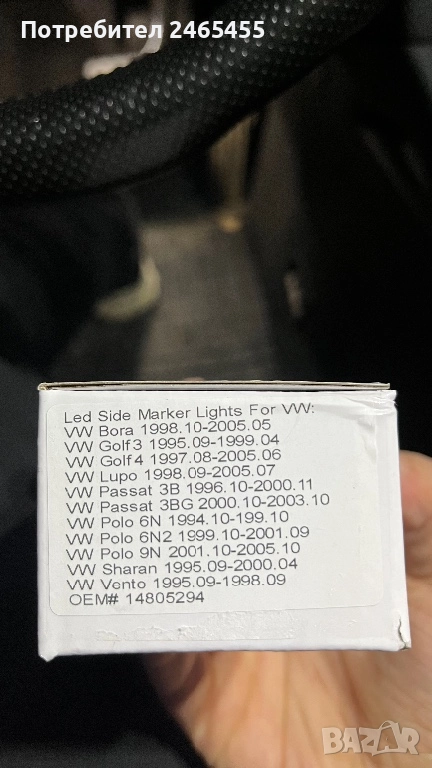 Потребител 2465455
Led Side Marker Lights For VW:
VW Bora 1998.10-2005.05
VW Golf3 1995.09-1999.04
VW Golf4 1997.08-2005.06
VW Lupo 1998.09-2005.07
VW Passat 3B 1996.10-2000.11
VW Passat 3BG 2000.10-2003.10
VW Polo 6N 1994.10-199.10
VW Polo 6N2 1999.10-2001.09
VW Polo 9N 2001.10-2005.10
VW Sharan 1995.09-2000.04
VW Vento 1995.09-1998.09
OEM# 14805294
BAZAR